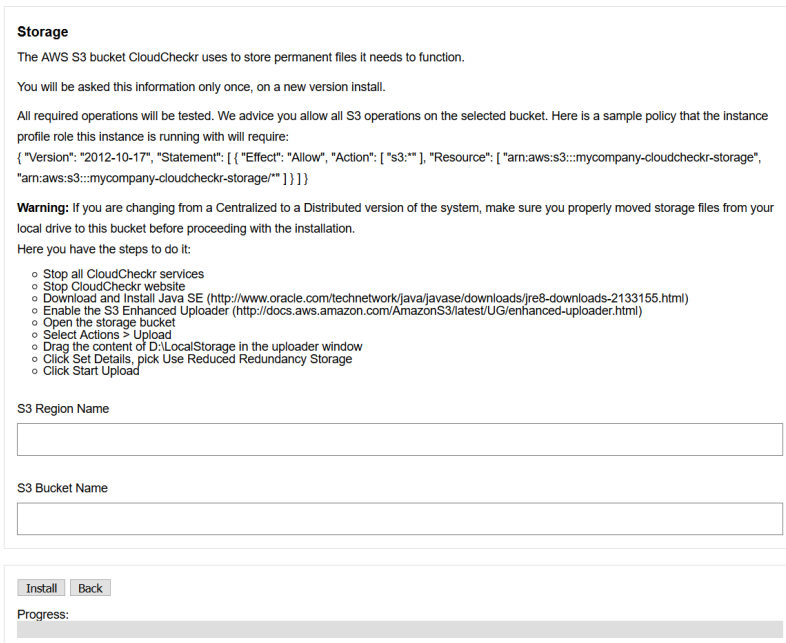 Storage
The AWS S3 bucket CloudCheckr uses to store permanent files it needs to function.
You will be asked this information only once, on a new version install.
All required operations will be tested. We advice you allow all S3 operations on the selected bucket. Here is a sample policy that the instance
profile role this instance is running with will require:
{ "Version": "2012-10-17", "Statement": [ { "Effect": "Allow", "Action": [ "s3:*" ], "Resource": [ "arn:aws:s3:::mycompany-cloudcheckr-storage",
"arn:aws:s3:::mycompany-cloudcheckr-storage/*" ] } ] }
Warning: If you are changing from a Centralized to a Distributed version of the system, make sure you properly moved storage files from your
local drive to this bucket before proceeding with the installation.
Here you have the steps to do it:
Stop all CloudCheckr services
Stop CloudCheckr website
Download and Install Java SE (http://www.oracle.com/technetwork/java/javase/downloads/jre8-downloads-2133155.html)
Enable the S3 Enhanced Uploader (http://docs.aws.amazon.com/AmazonS3/latest/UG/enhanced-uploader.html)
Open the storage bucket
Select Actions > Upload
Drag the content of D:\LocalStorage in the uploader window
Click Set Details, pick Use Reduced Redundancy Storage
Click Start Upload
S3 Region Name
S3 Bucket Name
Install Back
Progress: